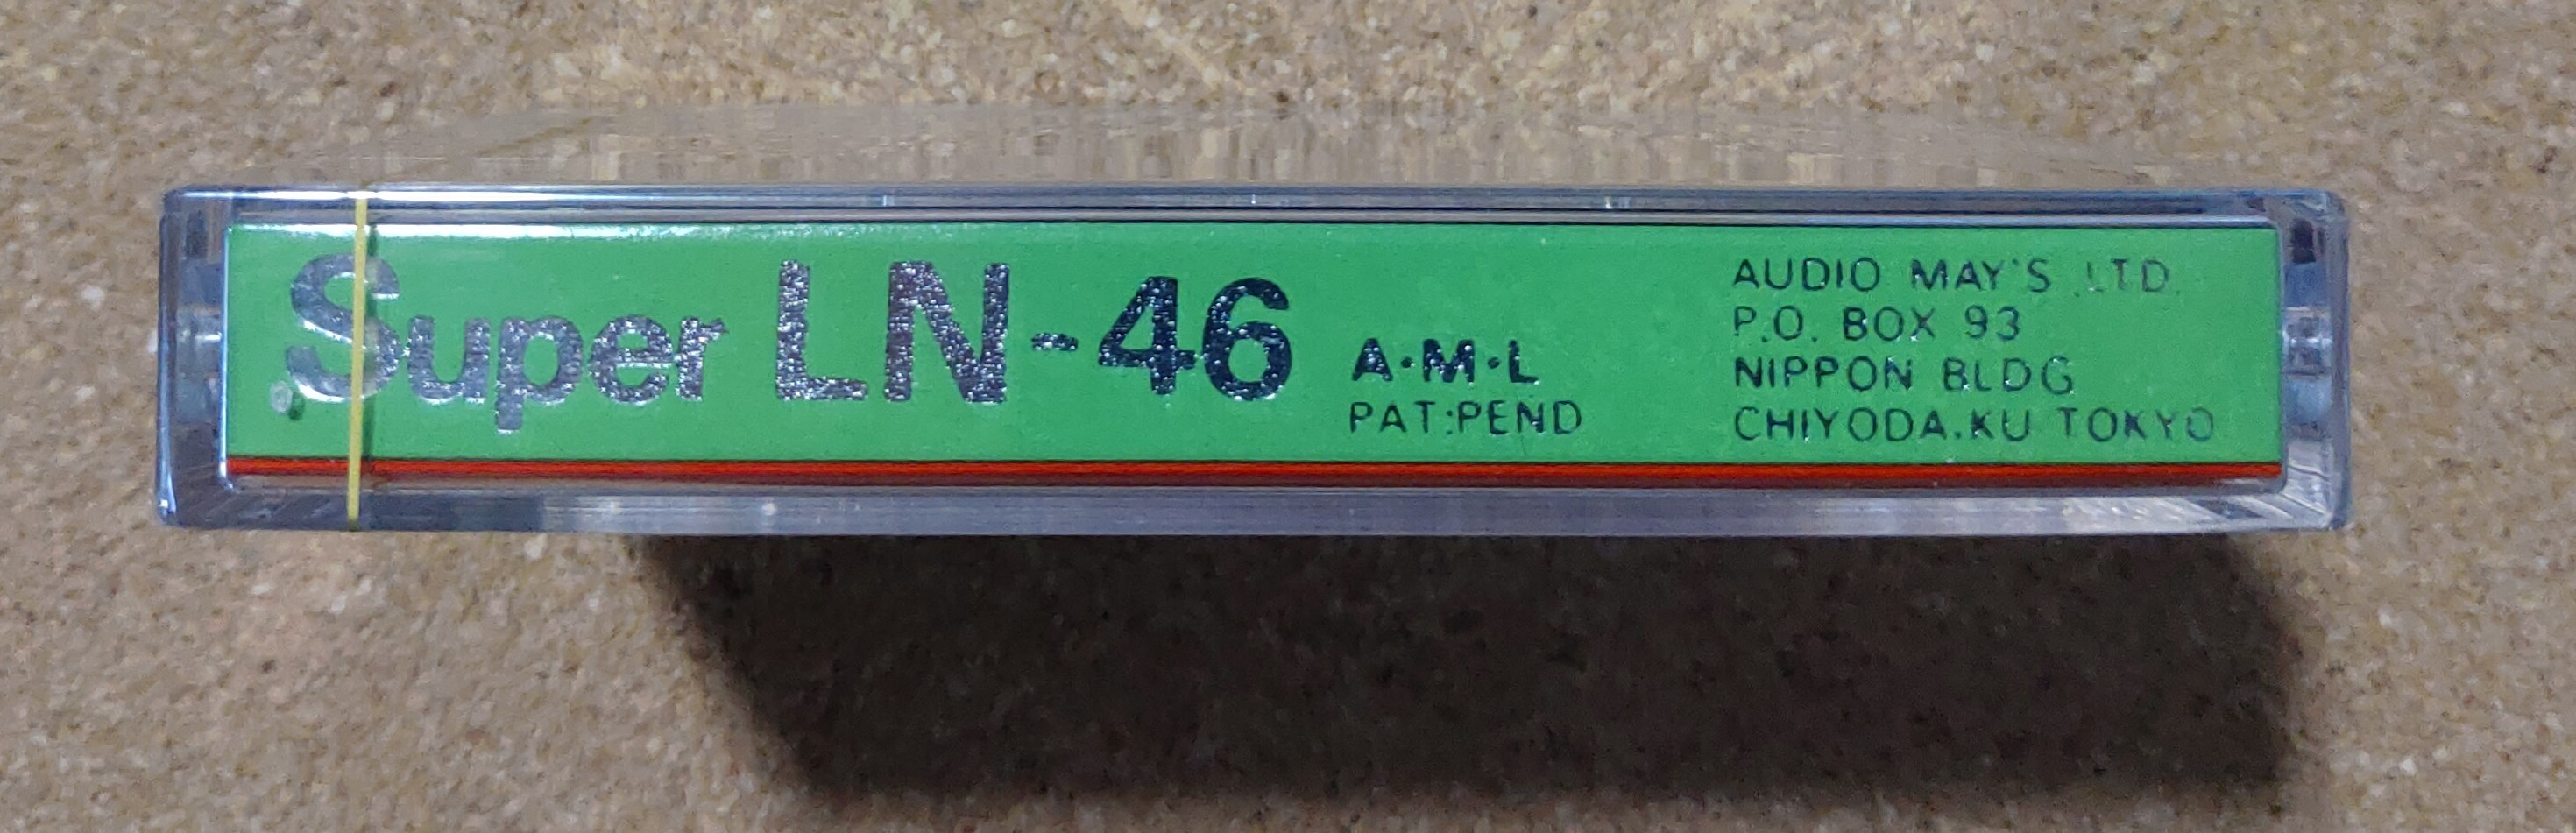 Super LN-46
A·M·L
PAT:PEND
AUDIO MAY'S LTD.
P.O. BOX 93
NIPPON BLDG
CHIYODA.KU TOKYO